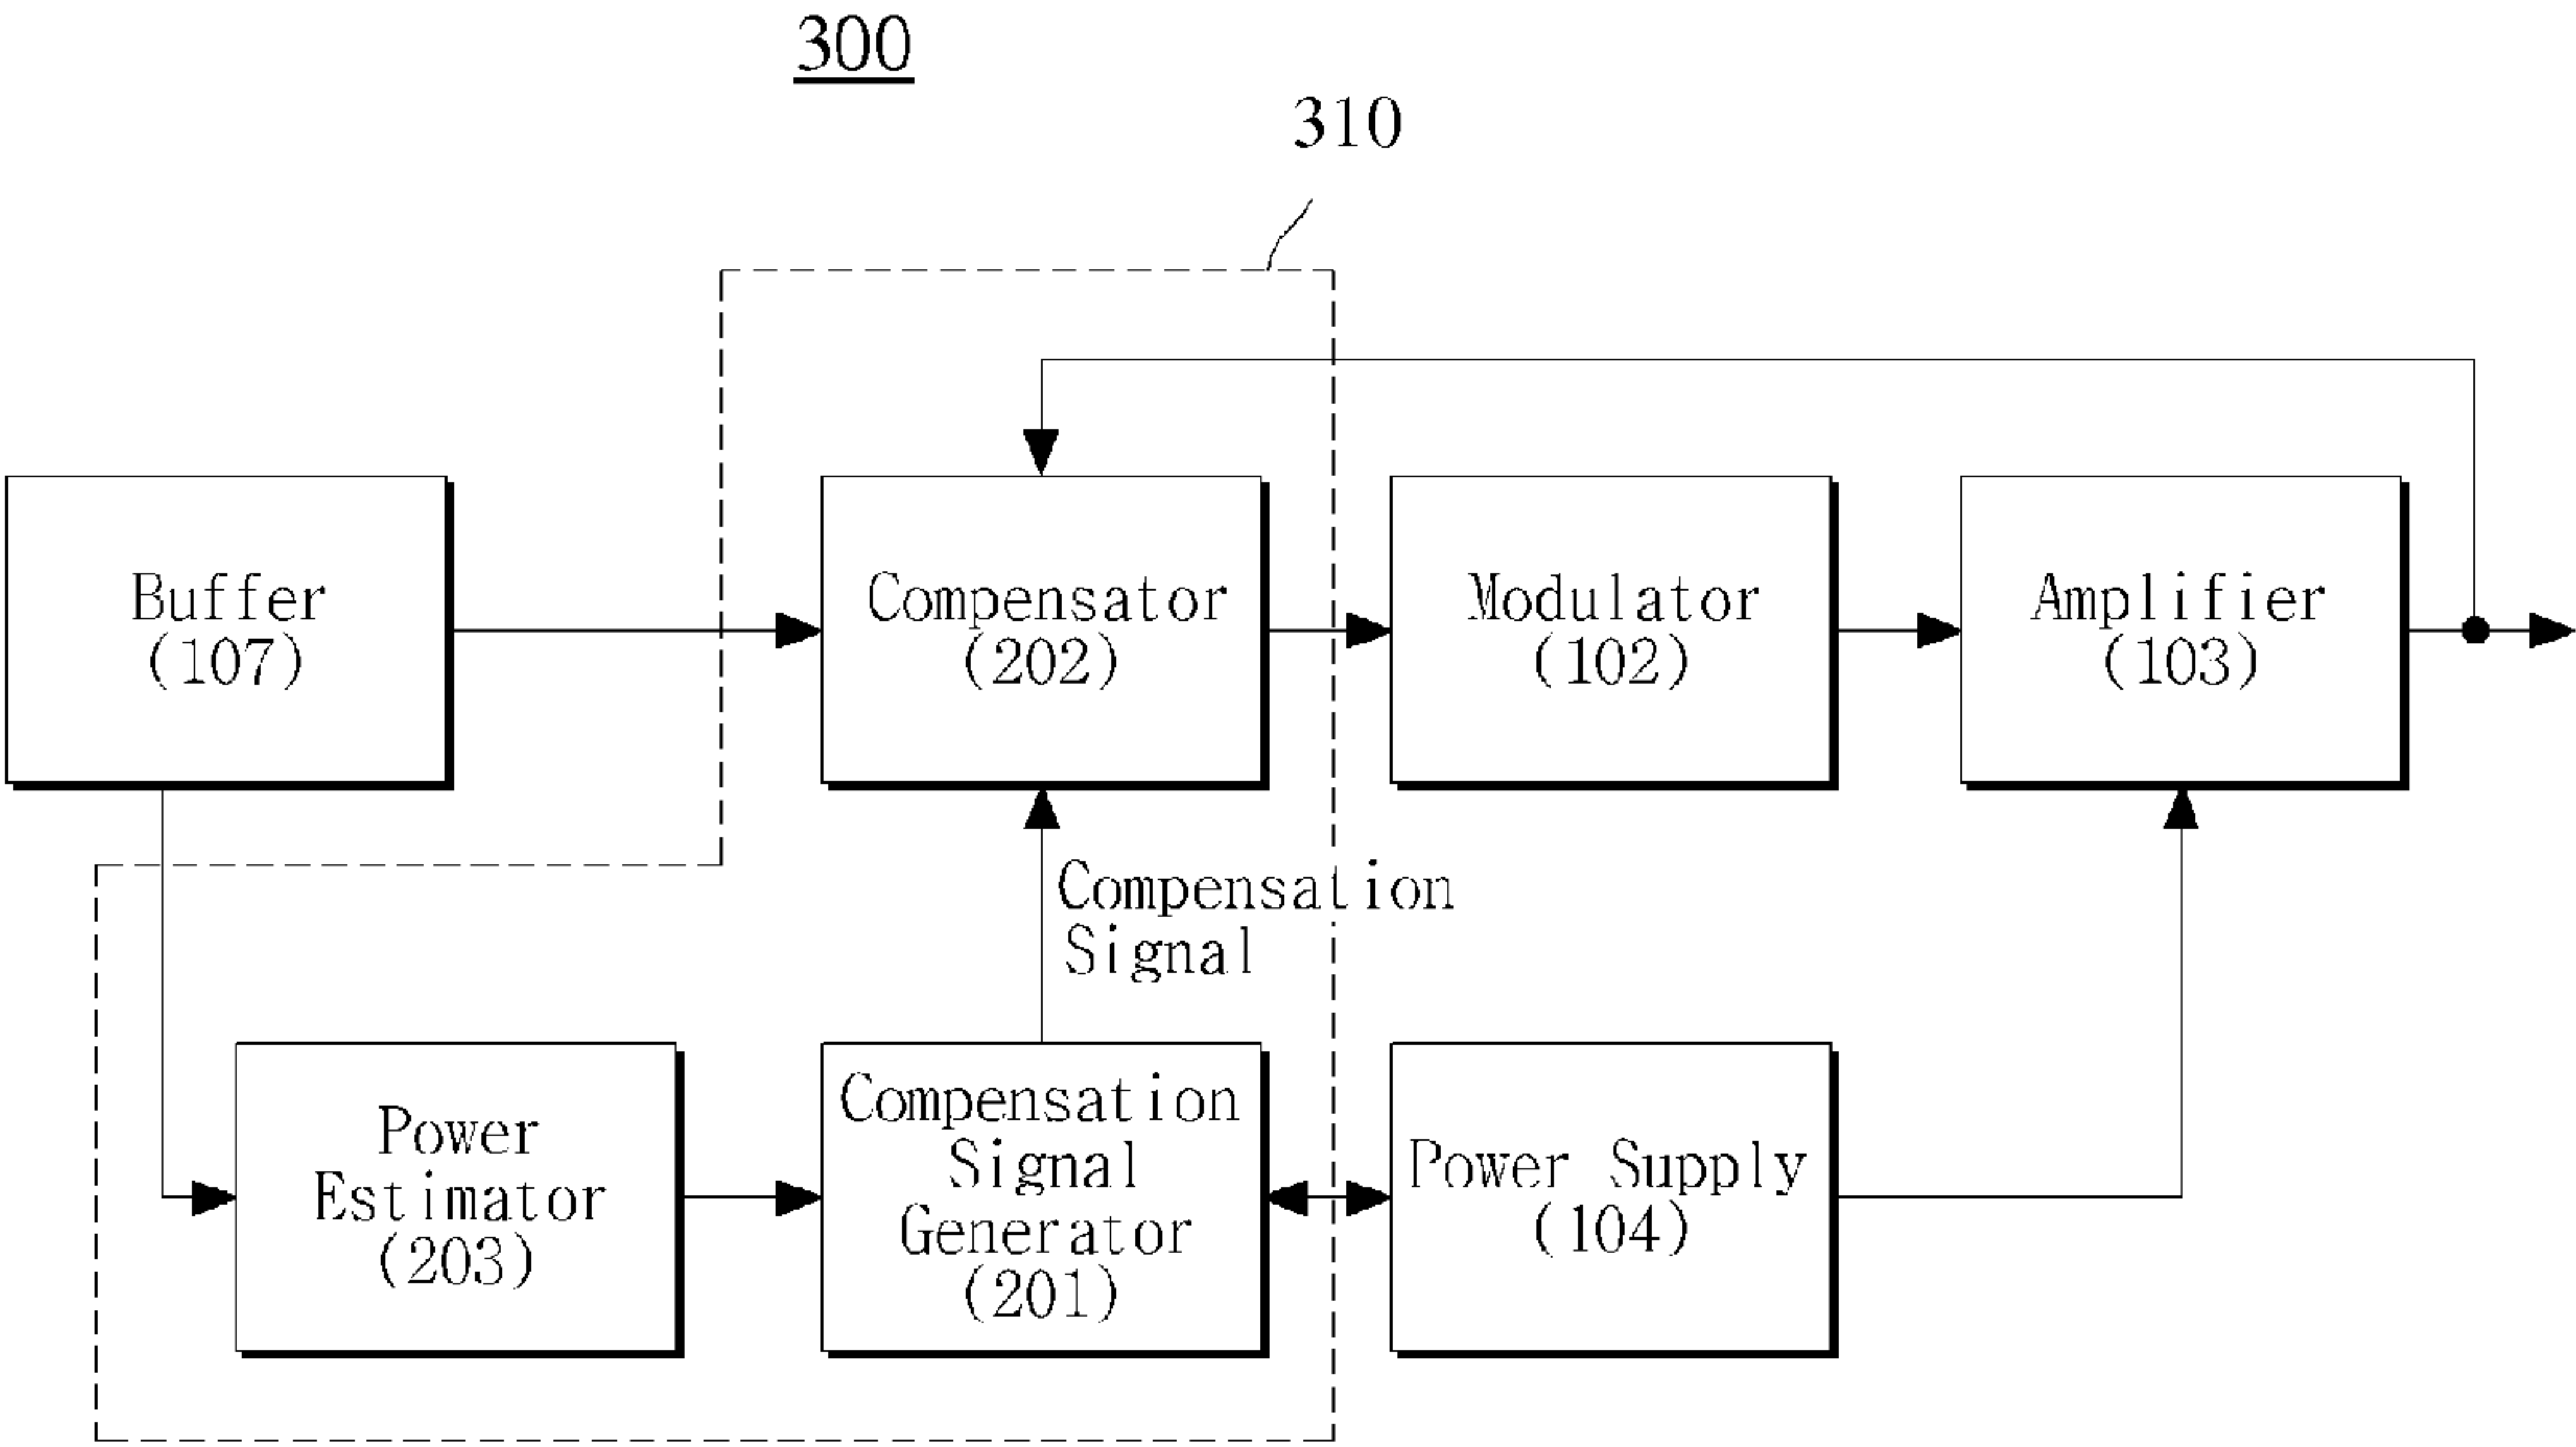 300
310
Buffer
(107)
Compensator
(202)
Modulator
(102)
Amplifier
(103)
Compensation
Signal
Power
Estimator
(203)
Compensation
Signal
Generator
(201)
Power Supply
(104)